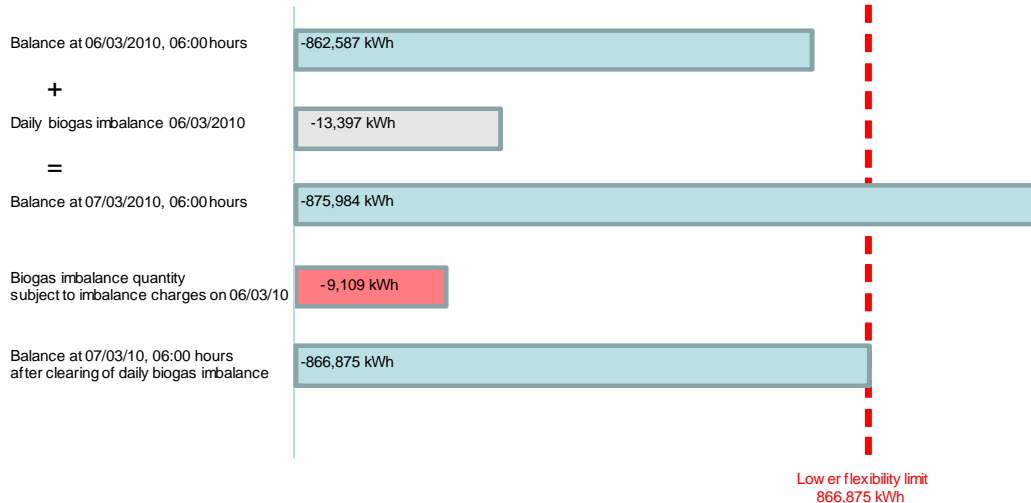 Balance at 06/03/2010, 06:00 hours
-862,587 kWh
+
Daily biogas imbalance 06/03/2010
-13,397 kWh
=
Balance at 07/03/2010, 06:00 hours
-875,984 kWh
Biogas imbalance quantity
subject to imbalance charges on 06/03/10
-9,109 kWh
Balance at 07/03/10, 06:00 hours
after clearing of daily biogas imbalance
-866,875 kWh
Lower flexibility limit
866,875 kWh